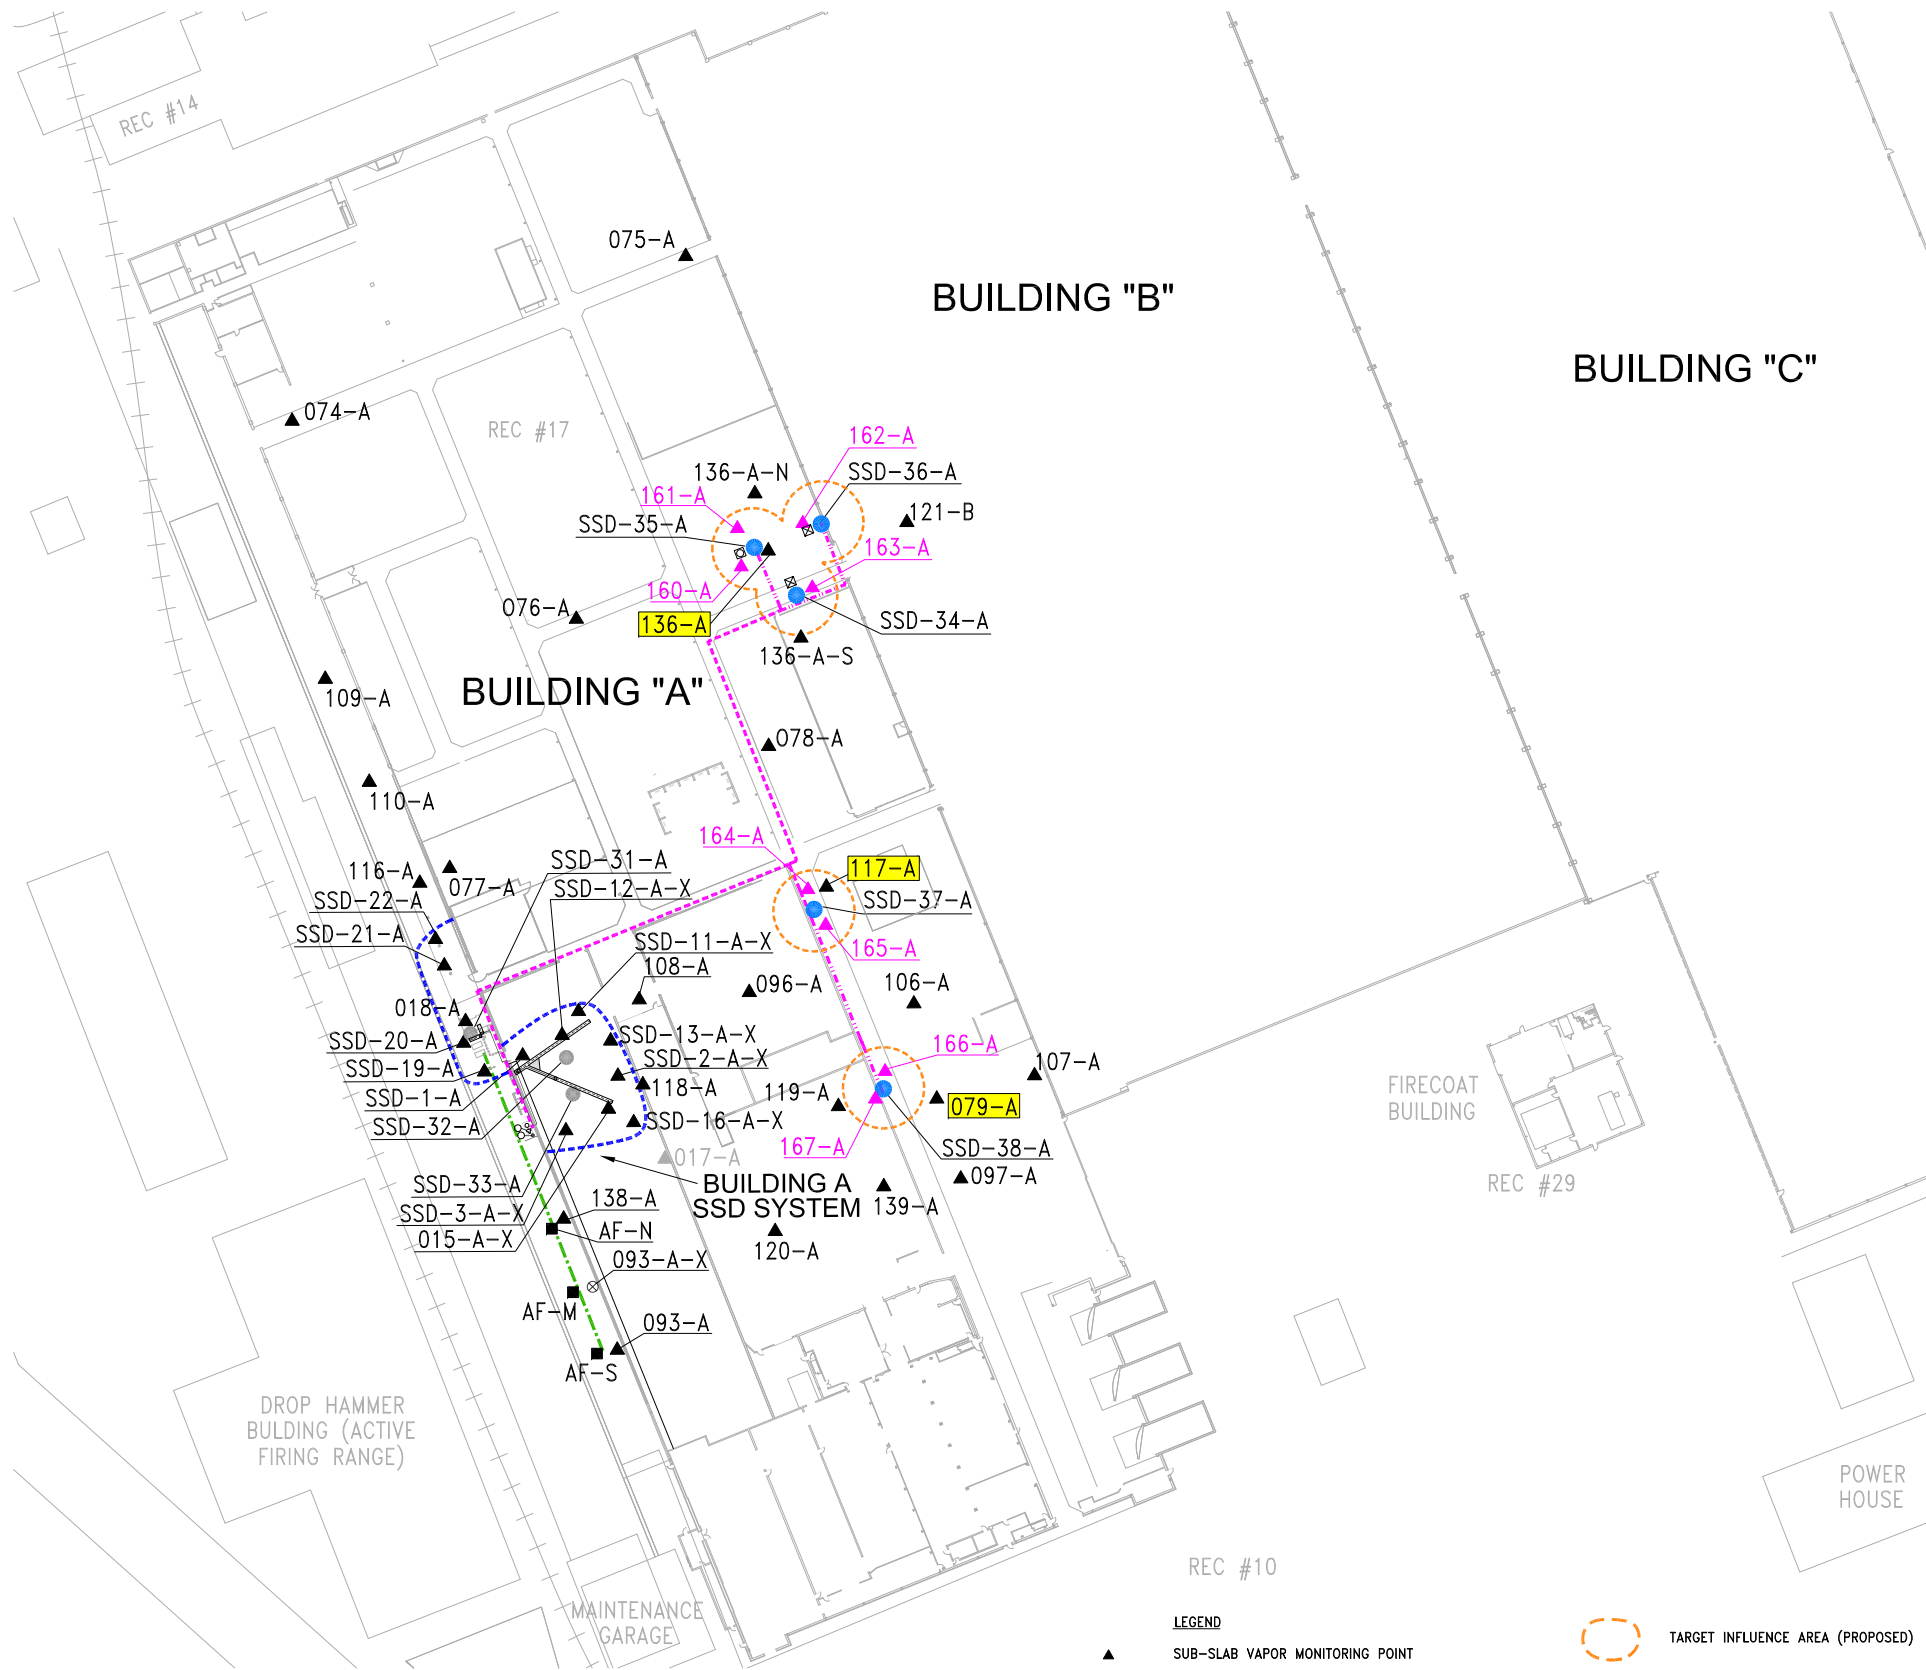 REC #14
075-A
BUILDING "B"
BUILDING "C"
074-A
REC #17
162-A
136-A-N
SSD-36-A
161-A
121-B
SSD-35-A
163-A
160-A
076-A
136-A
SSD-34-A
136-A-S
109-A
BUILDING "A"
078-A
110-A
164-A
SSD-31-A
116-A
117-A
077-A
SSD-12-A-X
SSD-22-A
SSD-37-A
SSD-21-A
SSD-11-A-X
165-A
108-A
096-A
106-A
018-A
SSD-20-A
SSD-13-A-X
166-A
SSD-19-A
SSD-2-A-X
107-A
118-A
FIRECOAT
BUILDING
SSD-1-A
119-A
079-A
SSD-32-A
SSD-16-A-X
167-A
SSD-38-A
017-A
097-A
SSD-33-A
BUILDING A
SSD SYSTEM
REC #29
138-A
139-A
SSD-3-A-X
015-A-X
AF-N
120-A
093-A-X
AF-M
093-A
AF-S
DROP HAMMER
BULDING (ACTIVE
FIRING RANGE)
POWER
HOUSE
REC #10
MAINTENANCE
GARAGE
LEGEND
SUB-SLAB VAPOR MONITORING POINT
TARGET INFLUENCE AREA (PROPOSED)